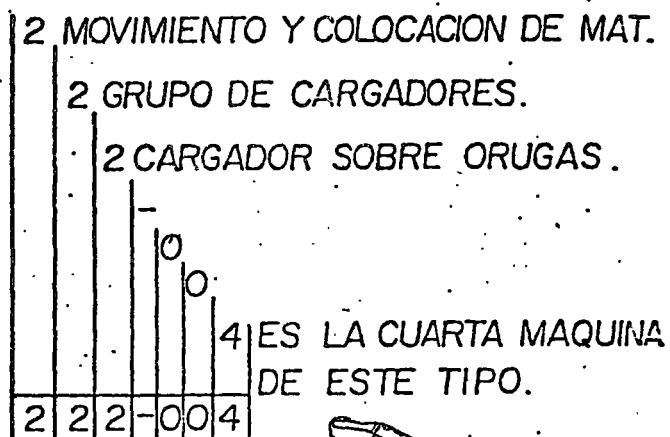 2 MOVIMIENTO Y COLOCACION DE MAT.
2 GRUPO DE CARGADORES.
2 CARGADOR SOBRE ORUGAS.
-
0
0
4 ES LA CUARTA MAQUINA
DE ESTE TIPO.
2 2 2 - 0 0 4